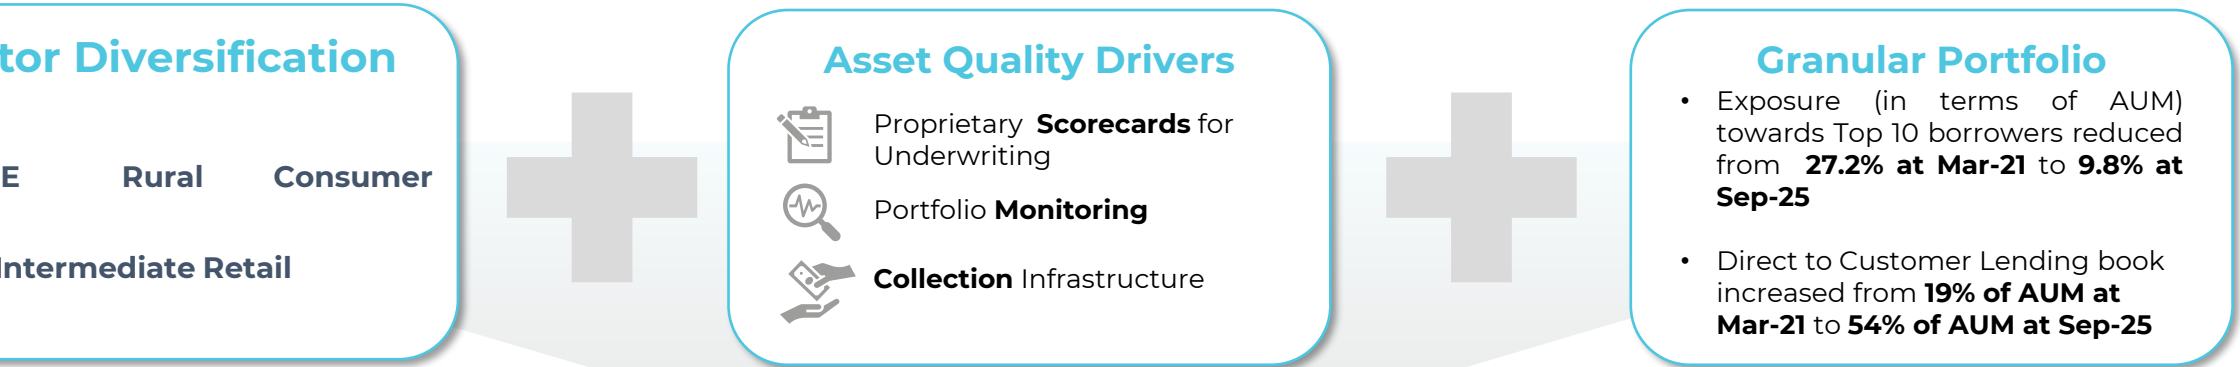 tor Diversification
E Rural Consumer
Intermediate Retail
Asset Quality Drivers
Proprietary Scorecards for
Underwriting
Portfolio Monitoring
Collection Infrastructure
Granular Portfolio
• Exposure (in terms of AUM)
towards Top 10 borrowers reduced
from 27.2% at Mar-21 to 9.8% at
Sep-25
• Direct to Customer Lending book
increased from 19% of AUM at
Mar-21 to 54% of AUM at Sep-25